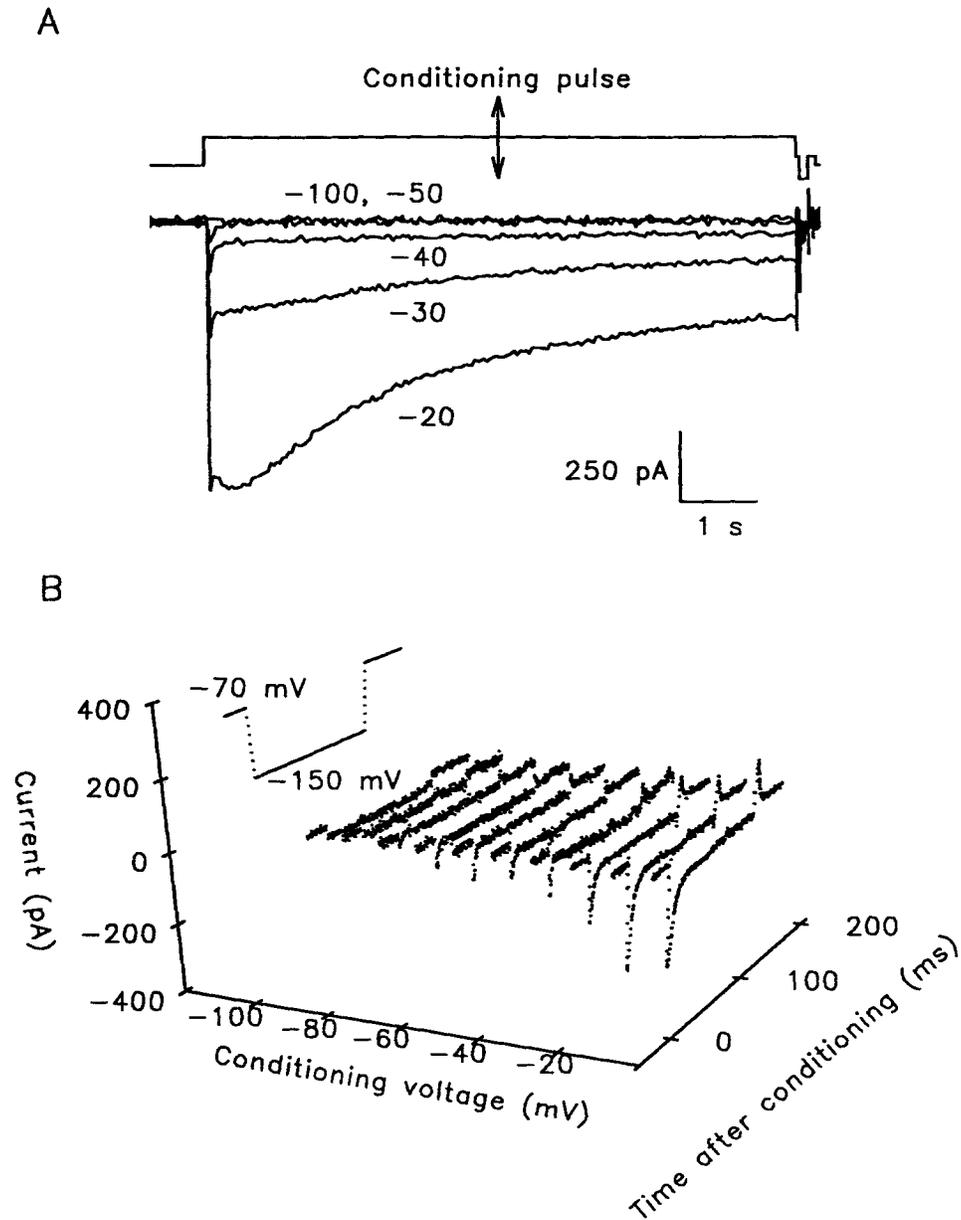 A
Conditioning pulse
−100, −50
−40
−30
−20
250 pA
1 s
B
−70 mV
−150 mV
400
200
0
−200
−400
Current (pA)
−100
−80
−60
−40
−20
Conditioning voltage (mV)
0
100
200
Time after conditioning (ms)